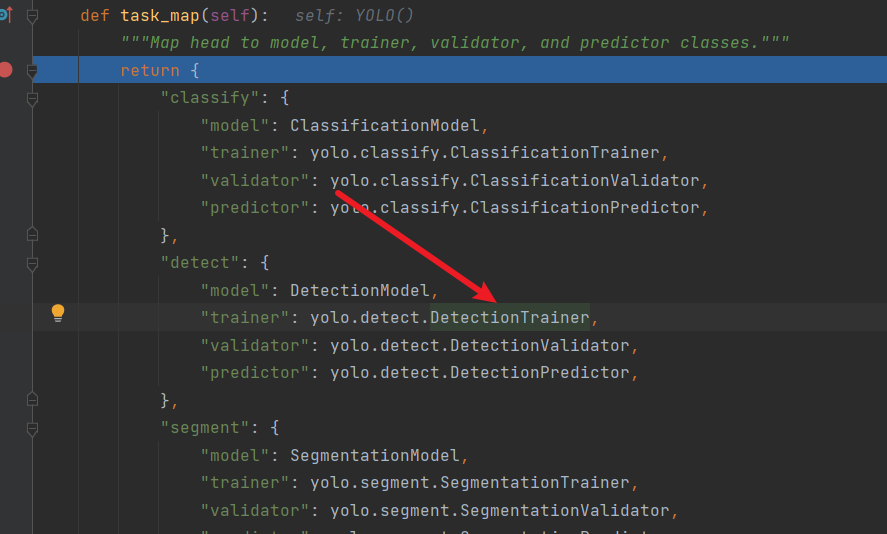 def task_map(self):   self: YOLO()
"""Map head to model, trainer, validator, and predictor classes."""
return {
"classify": {
"model": ClassificationModel,
"trainer": yolo.classify.ClassificationTrainer,
"validator": yolo.classify.ClassificationValidator,
"predictor": yolo.classify.ClassificationPredictor,
},
"detect": {
"model": DetectionModel,
"trainer": yolo.detect.DetectionTrainer,
"validator": yolo.detect.DetectionValidator,
"predictor": yolo.detect.DetectionPredictor,
},
"segment": {
"model": SegmentationModel,
"trainer": yolo.segment.SegmentationTrainer,
"validator": yolo.segment.SegmentationValidator,